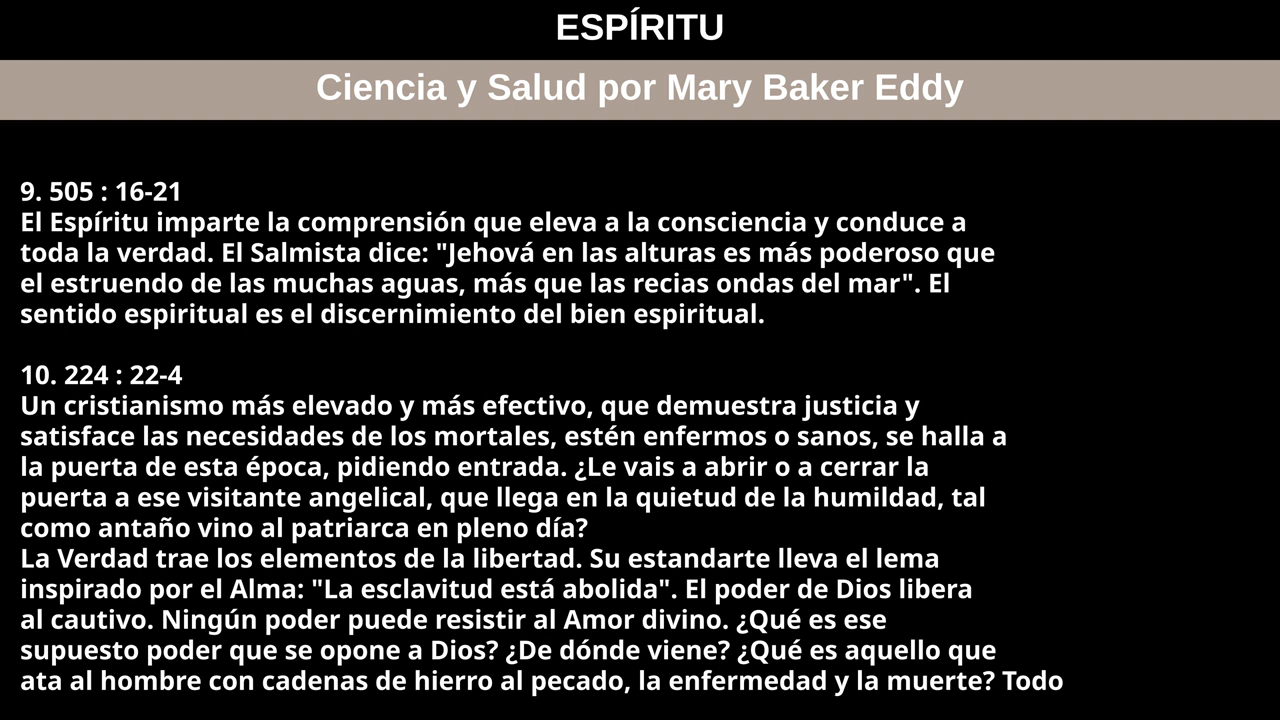 ESPÍRITU
Ciencia y Salud por Mary Baker Eddy
9. 505 : 16-21
El Espíritu imparte la comprensión que eleva a la consciencia y conduce a
toda la verdad. El Salmista dice: "Jehová en las alturas es más poderoso que
el estruendo de las muchas aguas, más que las recias ondas del mar". El
sentido espiritual es el discernimiento del bien espiritual.
10. 224 : 22-4
Un cristianismo más elevado y más efectivo, que demuestra justicia y
satisface las necesidades de los mortales, estén enfermos o sanos, se halla a
la puerta de esta época, pidiendo entrada. ¿Le vais a abrir o a cerrar la
puerta a ese visitante angelical, que llega en la quietud de la humildad, tal
como antaño vino al patriarca en pleno día?
La Verdad trae los elementos de la libertad. Su estandarte lleva el lema
inspirado por el Alma: "La esclavitud está abolida". El poder de Dios libera
al cautivo. Ningún poder puede resistir al Amor divino. ¿Qué es ese
supuesto poder que se opone a Dios? ¿De dónde viene? ¿Qué es aquello que
ata al hombre con cadenas de hierro al pecado, la enfermedad y la muerte? Todo